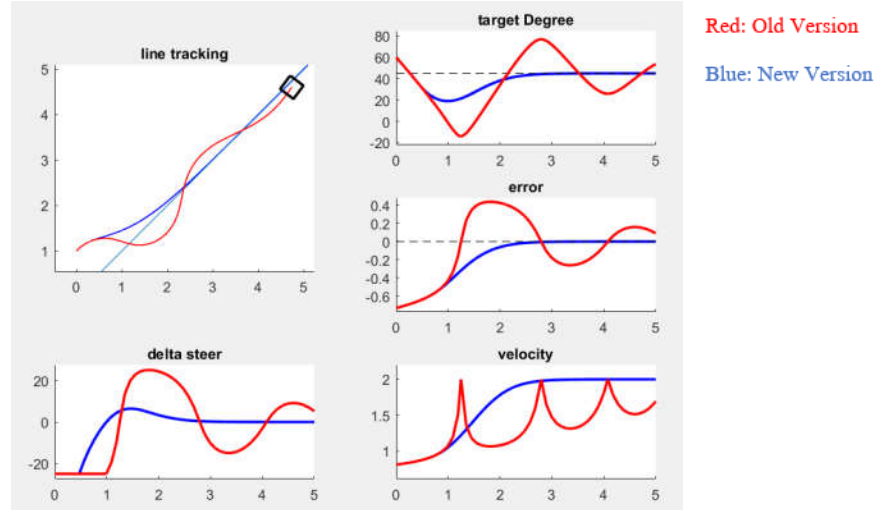 line tracking
5
4
3
2
1
0 1 2 3 4 5
target Degree
80
60
40
20
0
-20
0 1 2 3 4 5
Red: Old Version
Blue: New Version
error
0.4
0.2
0
-0.2
-0.4
-0.6
0 1 2 3 4 5
delta steer
20
0
-20
0 1 2 3 4 5
velocity
2
1.5
1
0 1 2 3 4 5